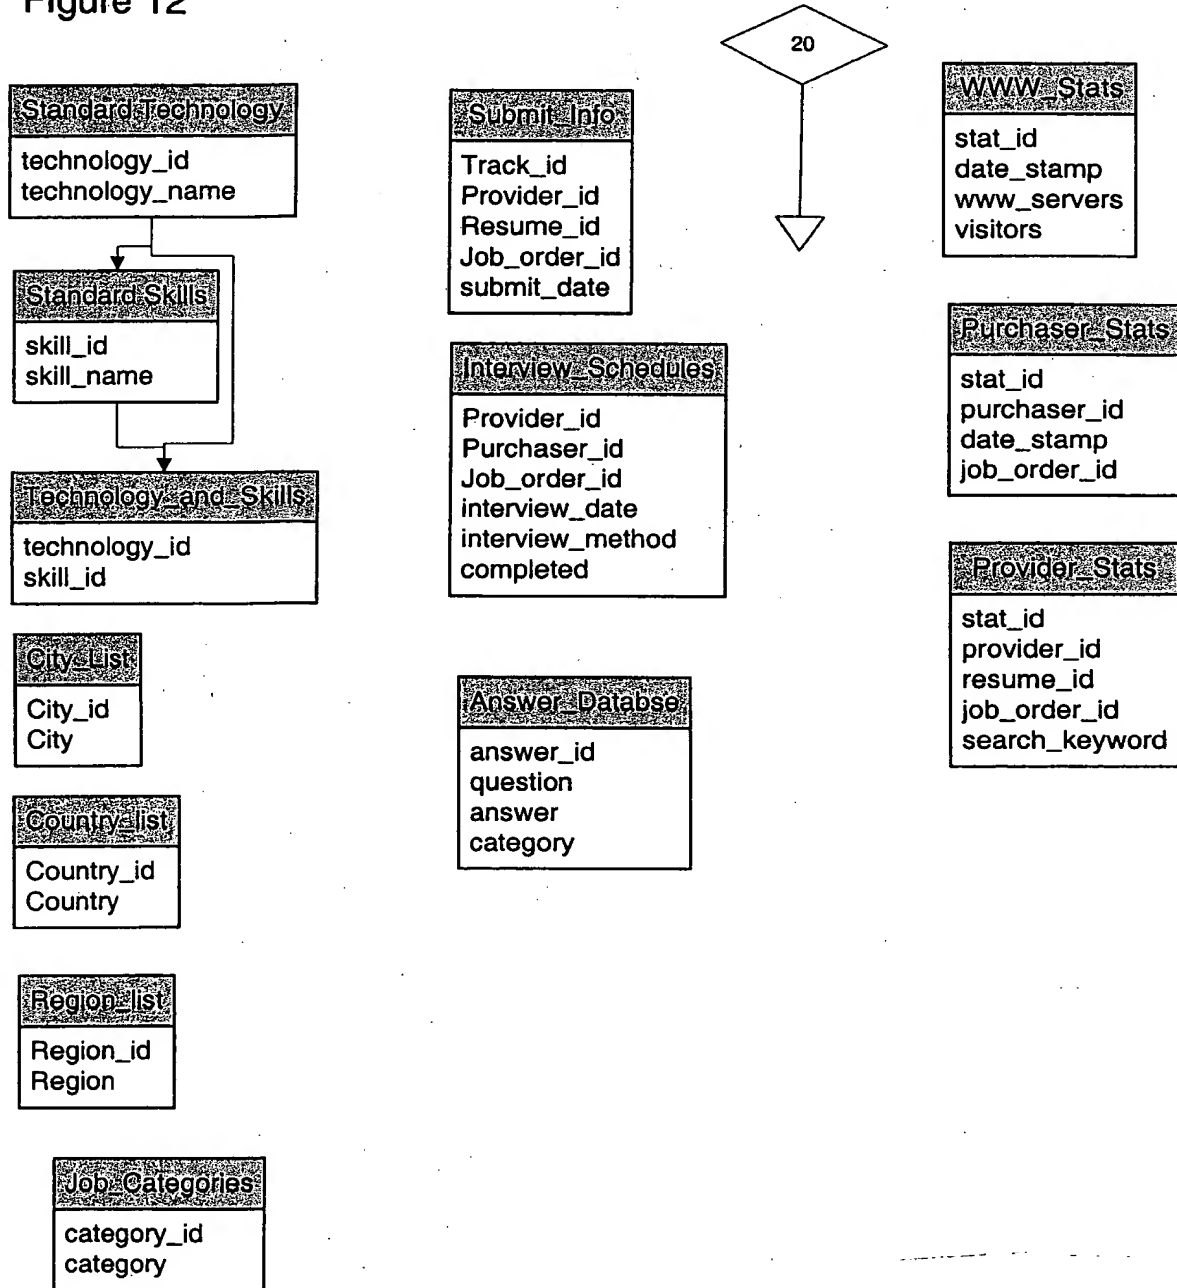 Figure 12
Standard Technology
technology_id
technology_name
Standard Skills
skill_id
skill_name
Technology_and_Skills
technology_id
skill_id
City_List
City_id
City
Country_list
Country_id
Country
Region_list
Region_id
Region
Job_Categories
category_id
category
Submit_Info
Track_id
Provider_id
Resume_id
Job_order_id
submit_date
Interview_Schedules
Provider_id
Purchaser_id
Job_order_id
interview_date
interview_method
completed
Answer_Databse
answer_id
question
answer
category
20
WWW_Stats
stat_id
date_stamp
www_servers
visitors
Purchaser_Stats
stat_id
purchaser_id
date_stamp
job_order_id
Provider_Stats
stat_id
provider_id
resume_id
job_order_id
search_keyword